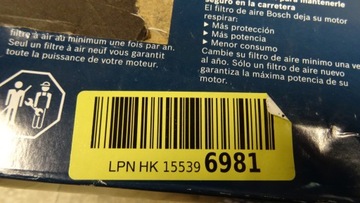 filtre à air au minimum une fois par an.
Seul un filtre à air neuf vous garantit
toute la puissance de votre moteur.
para mantenerle
seguro en la carretera
El filtro de aire Bosch deja su motor
respirar:
> Más protección
> Más potencia
> Menor consumo
Cambie su filtro de aire mínimo una vez
al año. Sólo un filtro de aire nuevo
garantiza la máxima potencia de su
motor.
LPN HK 15539 6981